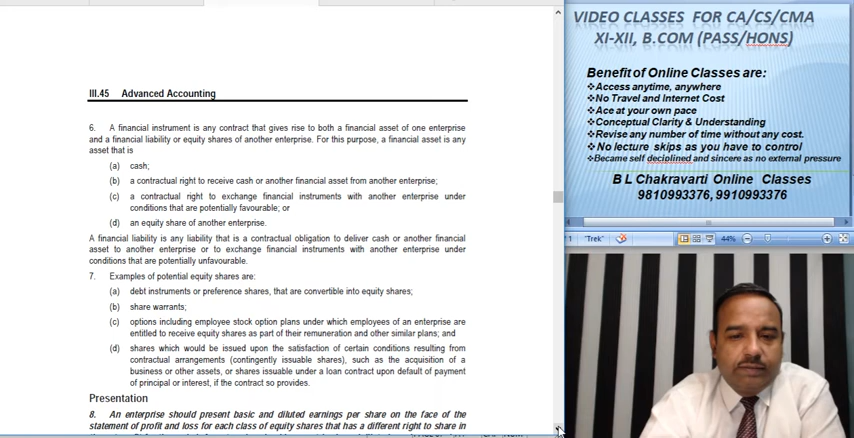 III.45 Advanced Accounting
6. A financial instrument is any contract that gives rise to both a financial asset of one enterprise
and a financial liability or equity shares of another enterprise. For this purpose, a financial asset is any
asset that is
(a) cash;
(b) a contractual right to receive cash or another financial asset from another enterprise;
(c) a contractual right to exchange financial instruments with another enterprise under
conditions that are potentially favourable; or
(d) an equity share of another enterprise.
A financial liability is any liability that is a contractual obligation to deliver cash or another financial
asset to another enterprise or to exchange financial instruments with another enterprise under
conditions that are potentially unfavourable.
7. Examples of potential equity shares are:
(a) debt instruments or preference shares, that are convertible into equity shares;
(b) share warrants;
(c) options including employee stock option plans under which employees of an enterprise are
entitled to receive equity shares as part of their remuneration and other similar plans; and
(d) shares which would be issued upon the satisfaction of certain conditions resulting from
contractual arrangements (contingently issuable shares), such as the acquisition of a
business or other assets, or shares issuable under a loan contract upon default of payment
of principal or interest, if the contract so provides.
Presentation
8. An enterprise should present basic and diluted earnings per share on the face of the
statement of profit and loss for each class of equity shares that has a different right to share in
VIDEO CLASSES FOR CA/CS/CMA
XI-XII, B.COM (PASS/HONS)
Benefit of Online Classes are:
❖Access anytime, anywhere
❖No Travel and Internet Cost
❖Ace at your own pace
❖Conceptual Clarity & Understanding
❖Revise any number of time without any cost.
❖No lecture skips as you have to control
❖Became self deciplined and sincere as no external pressure
B L Chakravarti Online Classes
9810993376, 9910993376
1 "Trek" 44%